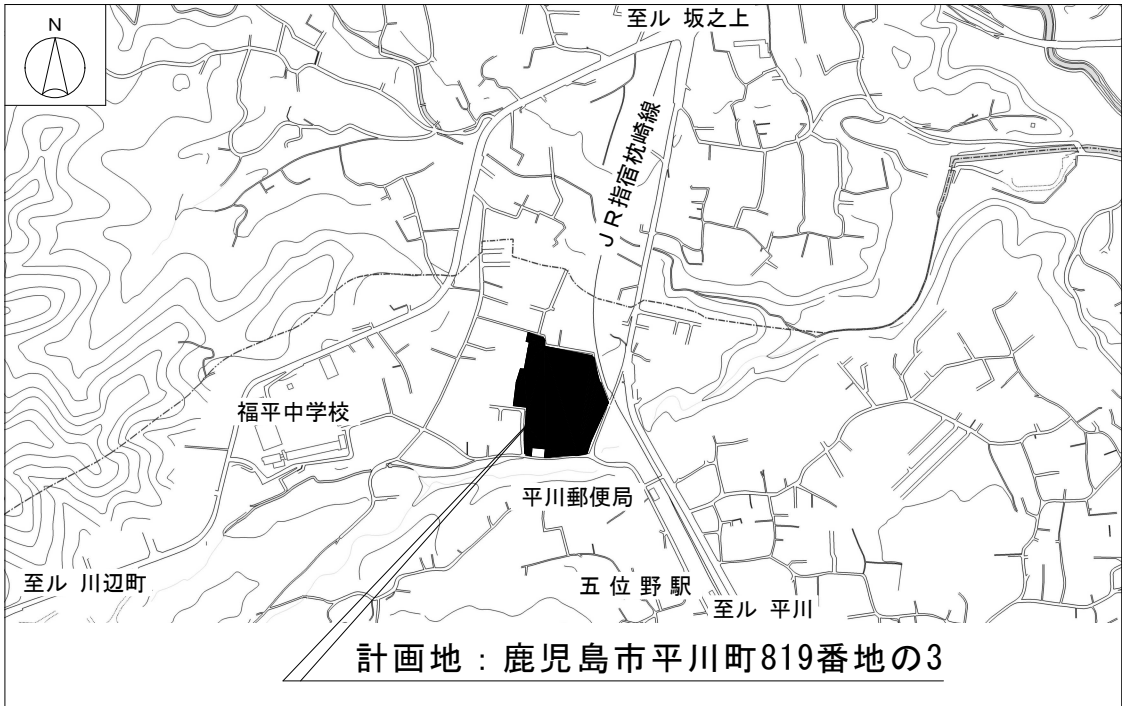 N
至ル 坂之上
JR指宿枕崎線
福平中学校
平川郵便局
至ル 川辺町
五位野駅
至ル 平川
計画地：鹿児島市平川町819番地の3